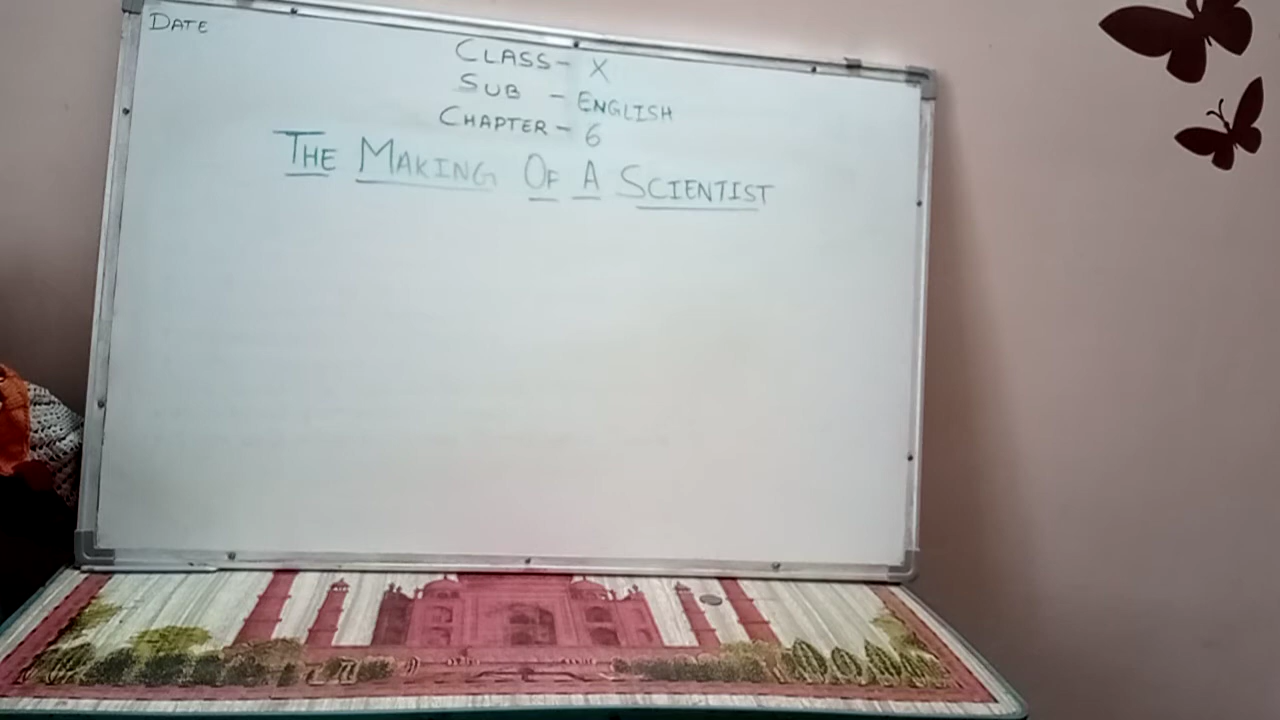 DATE
CLASS- X
SUB - ENGLISH
CHAPTER- 6
THE MAKING OF A SCIENTIST